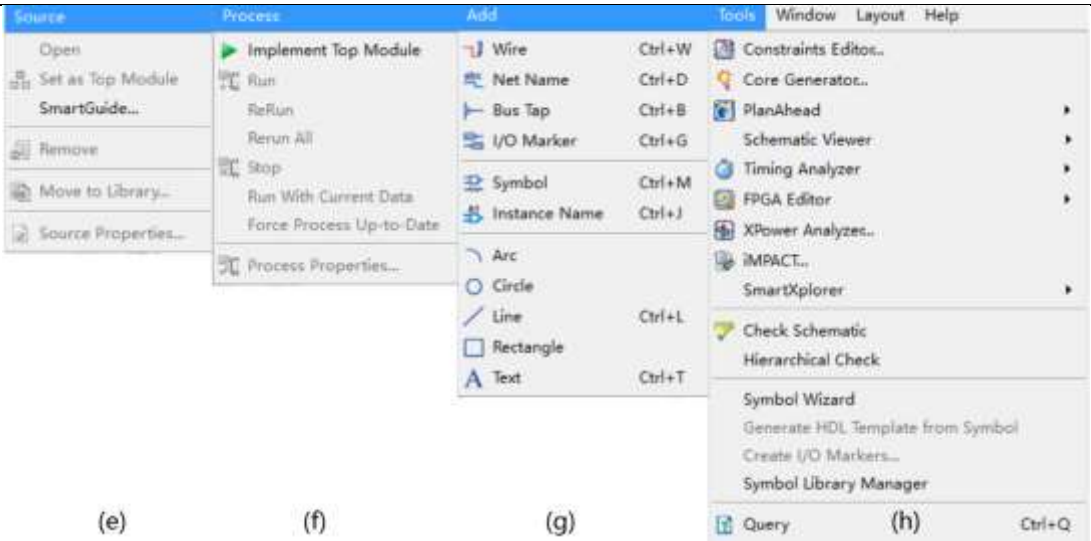 Source
Open
Set as Top Module
SmartGuide...
Remove
Move to Library...
Source Properties...
(e)
Process
Implement Top Module
Run
ReRun
Rerun All
Stop
Run With Current Data
Force Process Up-to-Date
Process Properties...
(f)
Add
Wire Ctrl+W
Net Name Ctrl+D
Bus Tap Ctrl+B
I/O Marker Ctrl+G
Symbol Ctrl+M
Instance Name Ctrl+J
Arc
Circle
Line Ctrl+L
Rectangle
Text Ctrl+T
(g)
Tools Window Layout Help
Constraints Editor...
Core Generator...
PlanAhead
Schematic Viewer
Timing Analyzer
FPGA Editor
XPower Analyzer...
iMPACT...
SmartXplorer
Check Schematic
Hierarchical Check
Symbol Wizard
Generate HDL Template from Symbol
Create I/O Markers...
Symbol Library Manager
Query Ctrl+Q
(h)